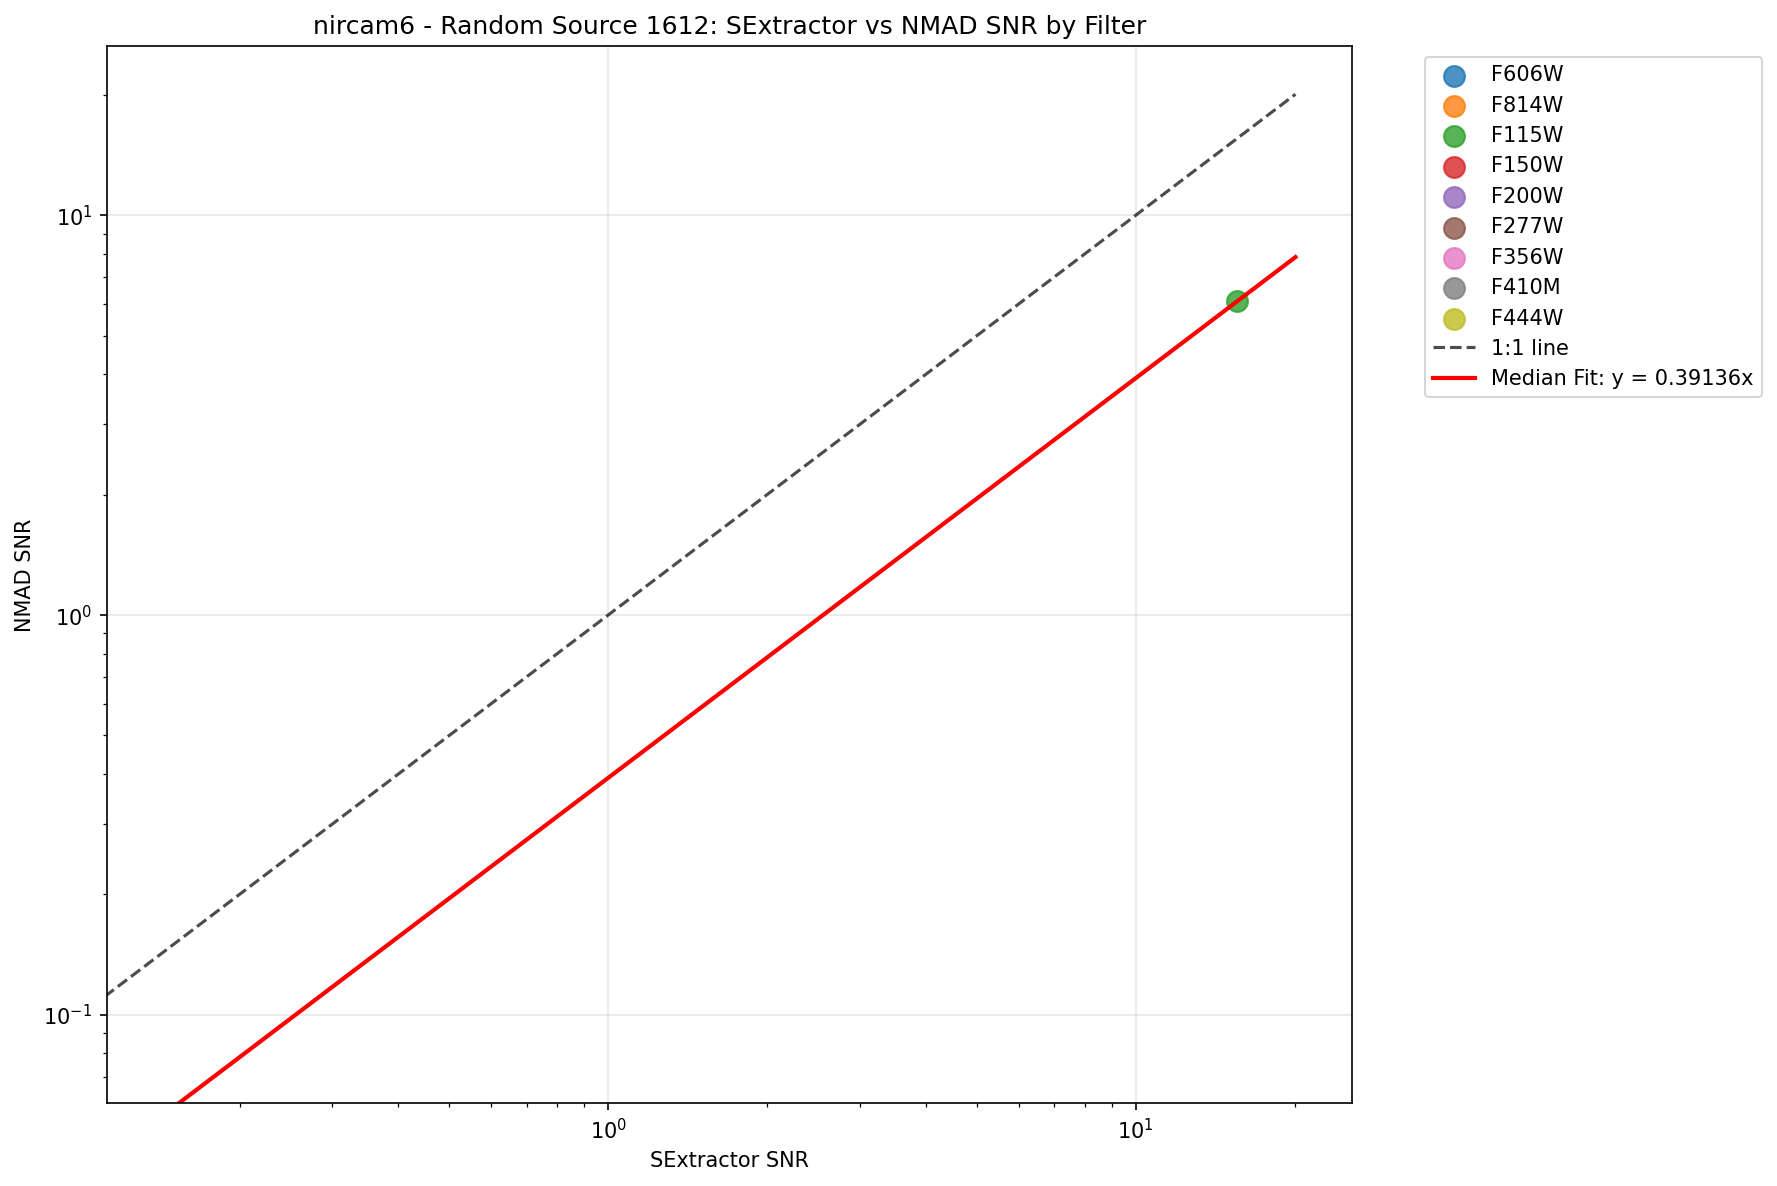 nircam6 - Random Source 1612: SExtractor vs NMAD SNR by Filter
F606W
F814W
F115W
F150W
F200W
F277W
F356W
F410M
F444W
1:1 line
Median Fit: y = 0.39136x
NMAD SNR
10¹
10⁰
10⁻¹
10⁰ 10¹
SExtractor SNR